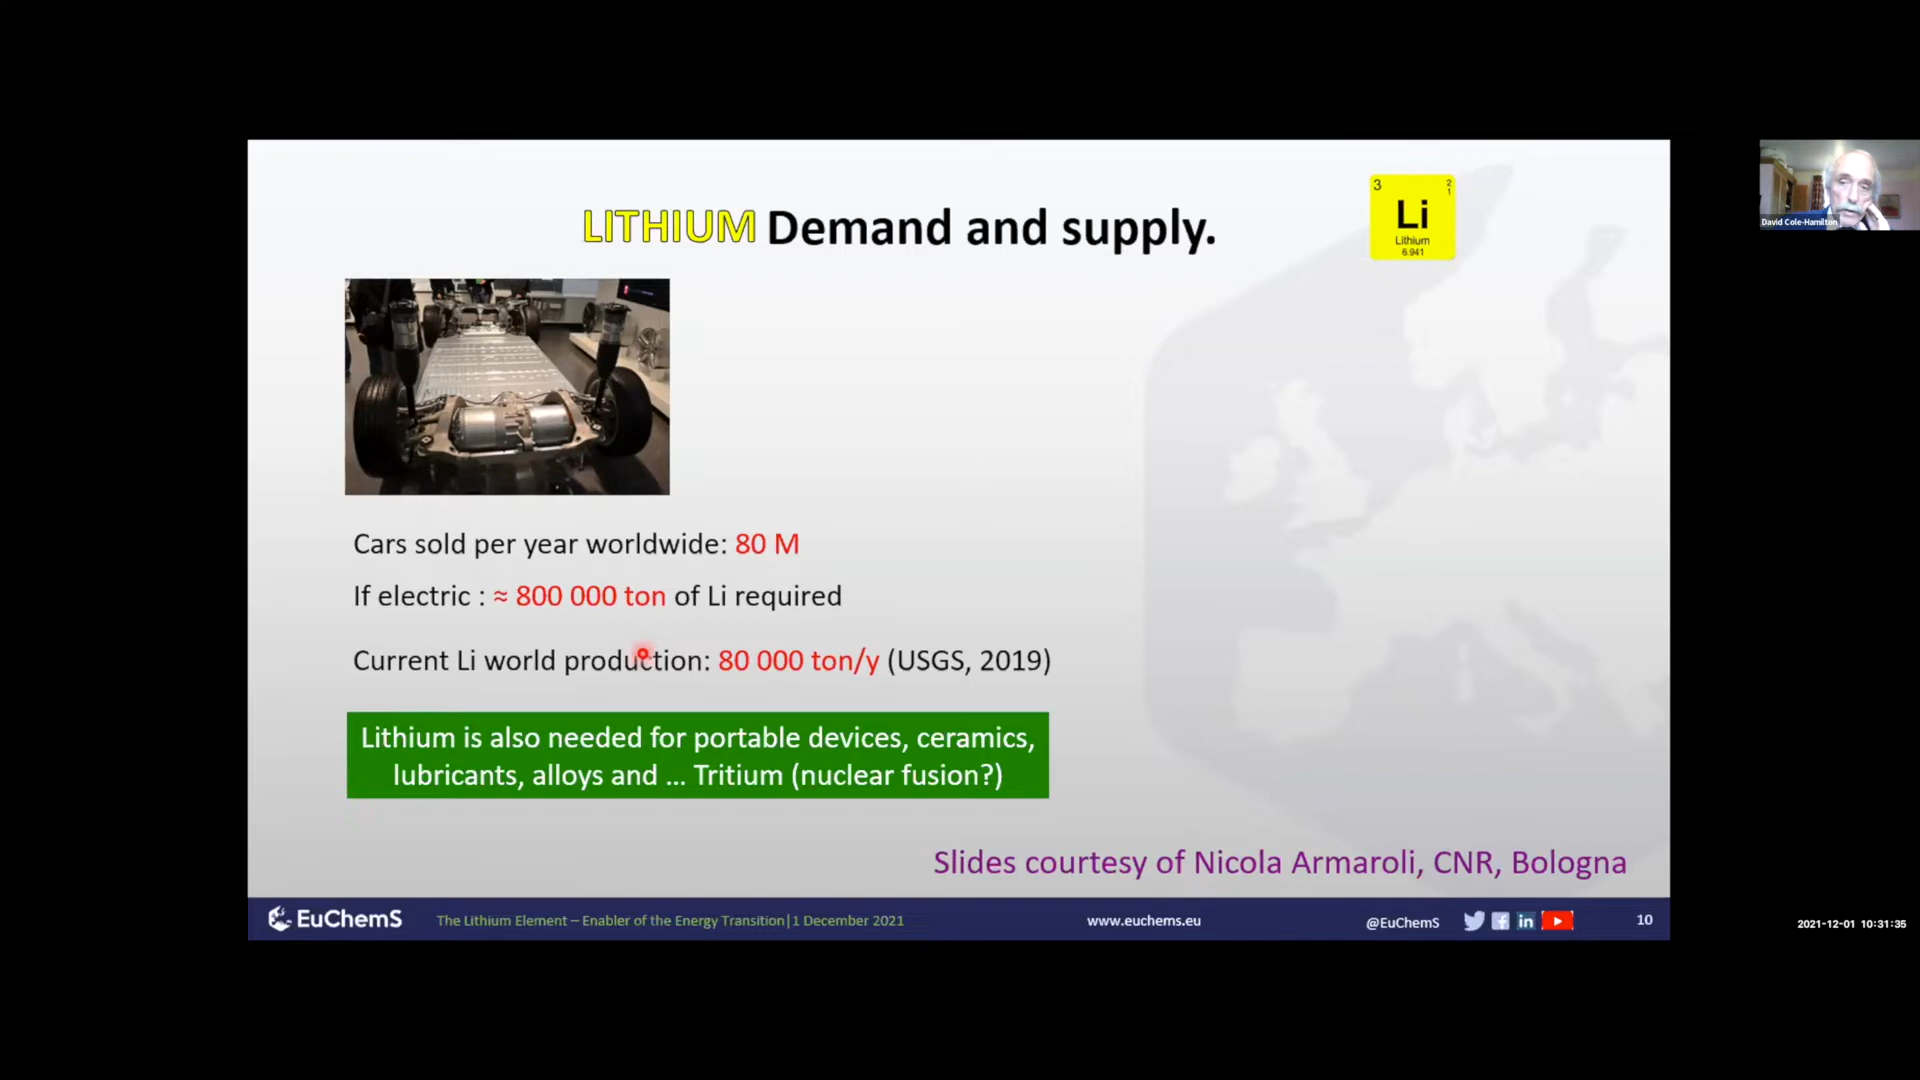 LITHIUM Demand and supply.
3
2
1
Li
Lithium
6.941
David Cole-Hamilton
Cars sold per year worldwide: 80 M
If electric : ≈ 800 000 ton of Li required
Current Li world production: 80 000 ton/y (USGS, 2019)
Lithium is also needed for portable devices, ceramics,
lubricants, alloys and ... Tritium (nuclear fusion?)
Slides courtesy of Nicola Armaroli, CNR, Bologna
EuChemS
The Lithium Element – Enabler of the Energy Transition|1 December 2021
www.euchems.eu
@EuChemS
in
10
2021-12-01 10:31:35